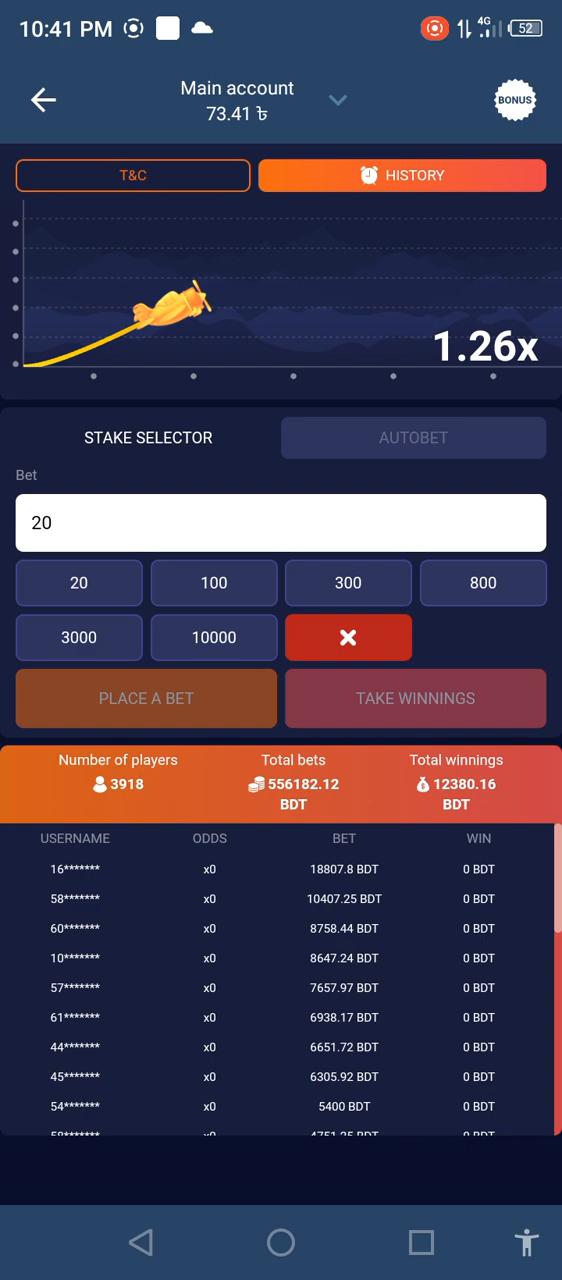 10:41 PM 4G 52
Main account
73.41 ৳
BONUS
T&C
HISTORY
1.26x
STAKE SELECTOR
AUTOBET
Bet
20
20 100 300 800
3000 10000
PLACE A BET
TAKE WINNINGS
Number of players Total bets Total winnings
3918 556182.12 12380.16
BDT BDT
USERNAME ODDS BET WIN
16******* x0 18807.8 BDT 0 BDT
58******* x0 10407.25 BDT 0 BDT
60******* x0 8758.44 BDT 0 BDT
10******* x0 8647.24 BDT 0 BDT
57******* x0 7657.97 BDT 0 BDT
61******* x0 6938.17 BDT 0 BDT
44******* x0 6651.72 BDT 0 BDT
45******* x0 6305.92 BDT 0 BDT
54******* x0 5400 BDT 0 BDT
x0 BDT 0 BDT